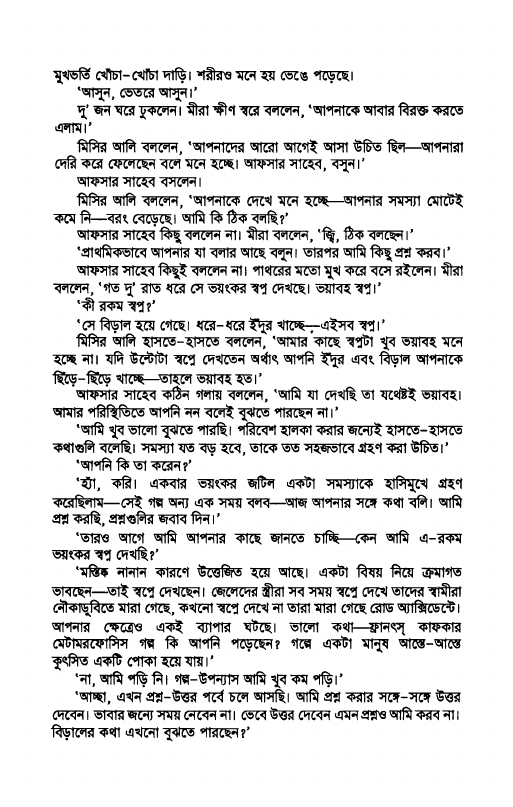 মুখভর্তি খোঁচা-খোঁচা দাড়ি। শরীরও মনে হয় ভেঙে পড়েছে।
‘আসুন, ভেতরে আসুন।’
দু’ জন ঘরে ঢুকলেন। মীরা ক্ষীণ স্বরে বললেন, ‘আপনাকে আবার বিরক্ত করতে
এলাম।’
মিসির আলি বললেন, ‘আপনাদের আরো আগেই আসা উচিত ছিল—আপনারা
দেরি করে ফেলেছেন বলে মনে হচ্ছে। আফসার সাহেব, বসুন।’
আফসার সাহেব বসলেন।
মিসির আলি বললেন, ‘আপনাকে দেখে মনে হচ্ছে—আপনার সমস্যা মোটেই
কমে নি—বরং বেড়েছে। আমি কি ঠিক বলছি?’
আফসার সাহেব কিছু বললেন না। মীরা বললেন, ‘জ্বি, ঠিক বলছেন।’
‘প্রাথমিকভাবে আপনার যা বলার আছে বলুন। তারপর আমি কিছু প্রশ্ন করব।’
আফসার সাহেব কিছুই বললেন না। পাথরের মতো মুখ করে বসে রইলেন। মীরা
বললেন, ‘গত দু’ রাত ধরে সে ভয়ংকর স্বপ্ন দেখছে। ভয়াবহ স্বপ্ন।’
‘কী রকম স্বপ্ন?’
‘সে বিড়াল হয়ে গেছে। ধরে-ধরে ইঁদুর খাচ্ছে—এইসব স্বপ্ন।’
মিসির আলি হাসতে-হাসতে বললেন, ‘আমার কাছে স্বপ্নটা খুব ভয়াবহ মনে
হচ্ছে না। যদি উল্টোটা স্বপ্নে দেখতেন অর্থাৎ আপনি ইঁদুর এবং বিড়াল আপনাকে
ছিঁড়ে-ছিঁড়ে খাচ্ছে—তাহলে ভয়াবহ হত।’
আফসার সাহেব কঠিন গলায় বললেন, ‘আমি যা দেখছি তা যথেষ্টই ভয়াবহ।
আমার পরিস্থিতিতে আপনি নন বলেই বুঝতে পারছেন না।’
‘আমি খুব ভালো বুঝতে পারছি। পরিবেশ হালকা করার জন্যেই হাসতে-হাসতে
কথাগুলি বলেছি। সমস্যা যত বড় হবে, তাকে তত সহজভাবে গ্রহণ করা উচিত।’
‘আপনি কি তা করেন?’
‘হ্যাঁ, করি। একবার ভয়ংকর জটিল একটা সমস্যাকে হাসিমুখে গ্রহণ
করেছিলাম—সেই গল্প অন্য এক সময় বলব—আজ আপনার সঙ্গে কথা বলি। আমি
প্রশ্ন করছি, প্রশ্নগুলির জবাব দিন।’
‘তারও আগে আমি আপনার কাছে জানতে চাচ্ছি—কেন আমি এ-রকম
ভয়ংকর স্বপ্ন দেখছি?’
‘মস্তিষ্ক নানান কারণে উত্তেজিত হয়ে আছে। একটা বিষয় নিয়ে ক্রমাগত
ভাবছেন—তাই স্বপ্নে দেখছেন। জেলেদের স্ত্রীরা সব সময় স্বপ্নে দেখে তাদের স্বামীরা
নৌকাডুবিতে মারা গেছে, কখনো স্বপ্নে দেখে না তারা মারা গেছে রোড অ্যাক্সিডেন্টে।
আপনার ক্ষেত্রেও একই ব্যাপার ঘটছে। ভালো কথা—ফ্রানৎস্ কাফকার
মেটামরফোসিস গল্প কি আপনি পড়েছেন? গল্পে একটা মানুষ আস্তে-আস্তে
কুৎসিত একটি পোকা হয়ে যায়।’
‘না, আমি পড়ি নি। গল্প-উপন্যাস আমি খুব কম পড়ি।’
‘আচ্ছা, এখন প্রশ্ন-উত্তর পর্বে চলে আসছি। আমি প্রশ্ন করার সঙ্গে-সঙ্গে উত্তর
দেবেন। ভাবার জন্যে সময় নেবেন না। ভেবে উত্তর দেবেন এমন প্রশ্নও আমি করব না।
বিড়ালের কথা এখনো বুঝতে পারছেন?’